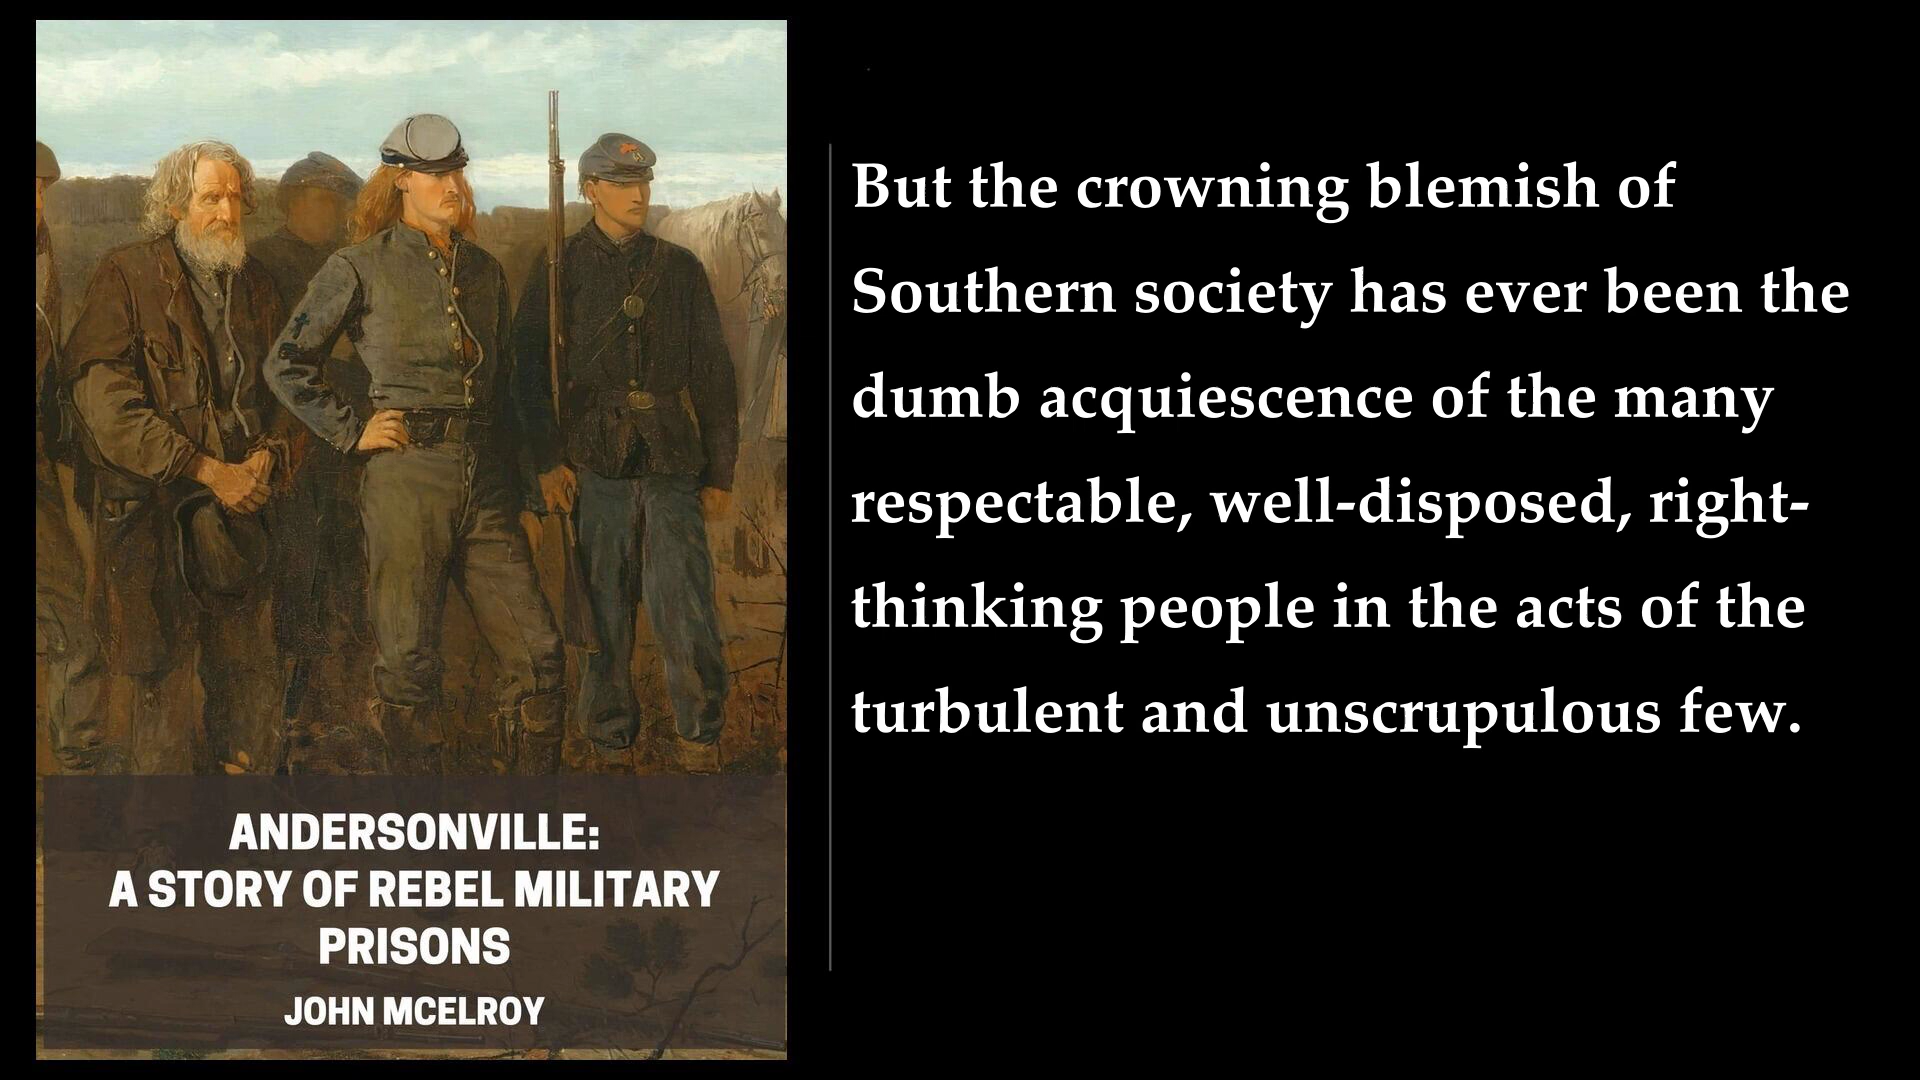 ANDERSONVILLE:
A STORY OF REBEL MILITARY
PRISONS
JOHN MCELROY
But the crowning blemish of
Southern society has ever been the
dumb acquiescence of the many
respectable, well-disposed, right-
thinking people in the acts of the
turbulent and unscrupulous few.